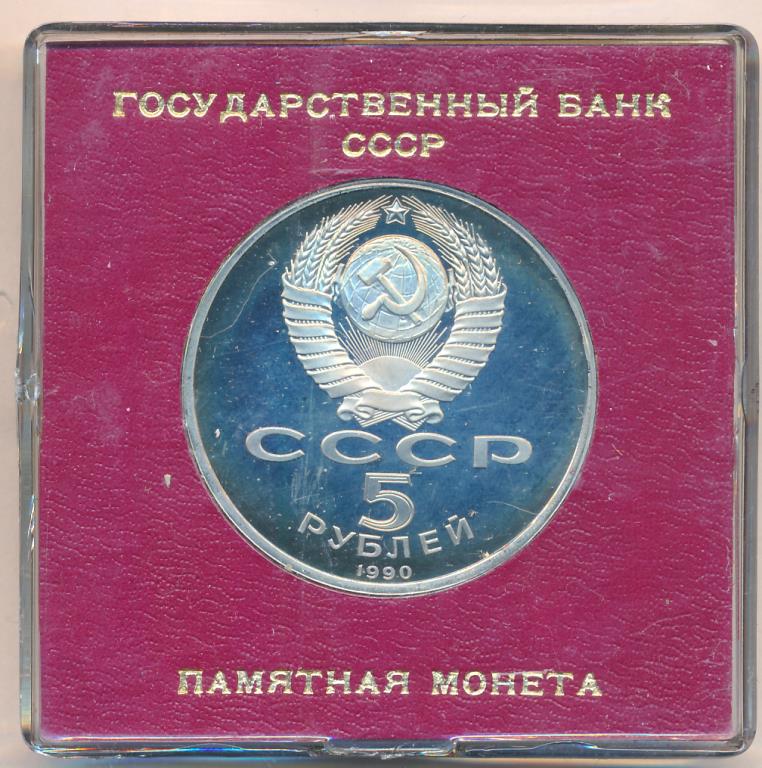 ГОСУДАРСТВЕННЫЙ БАНК
СССР
СССР
5
РУБЛЕЙ
1990
ПАМЯТНАЯ МОНЕТА